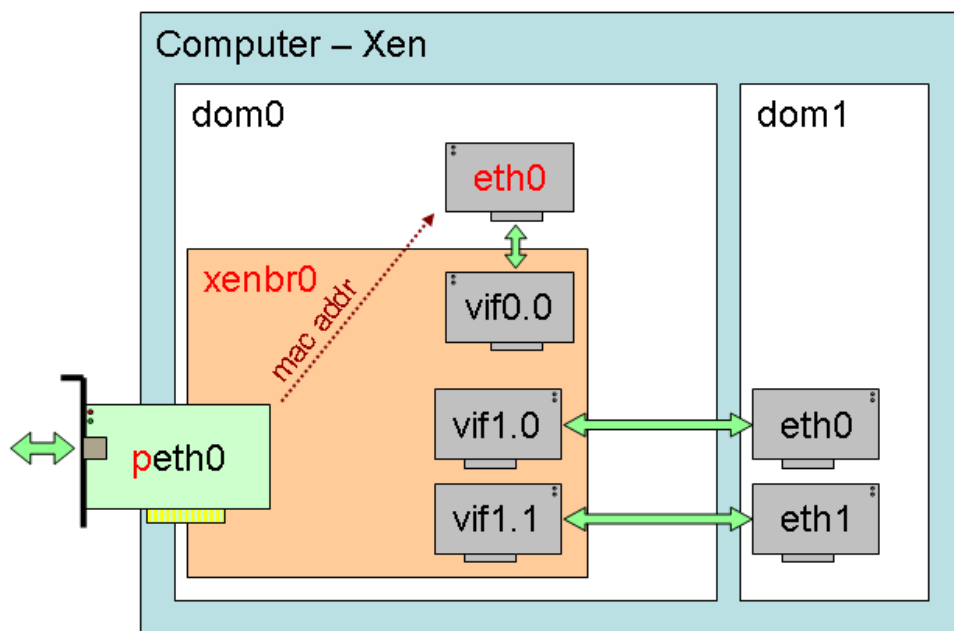 Computer – Xen
dom0
dom1
eth0
xenbr0
mac addr
vif0.0
vif1.0
eth0
peth0
vif1.1
eth1